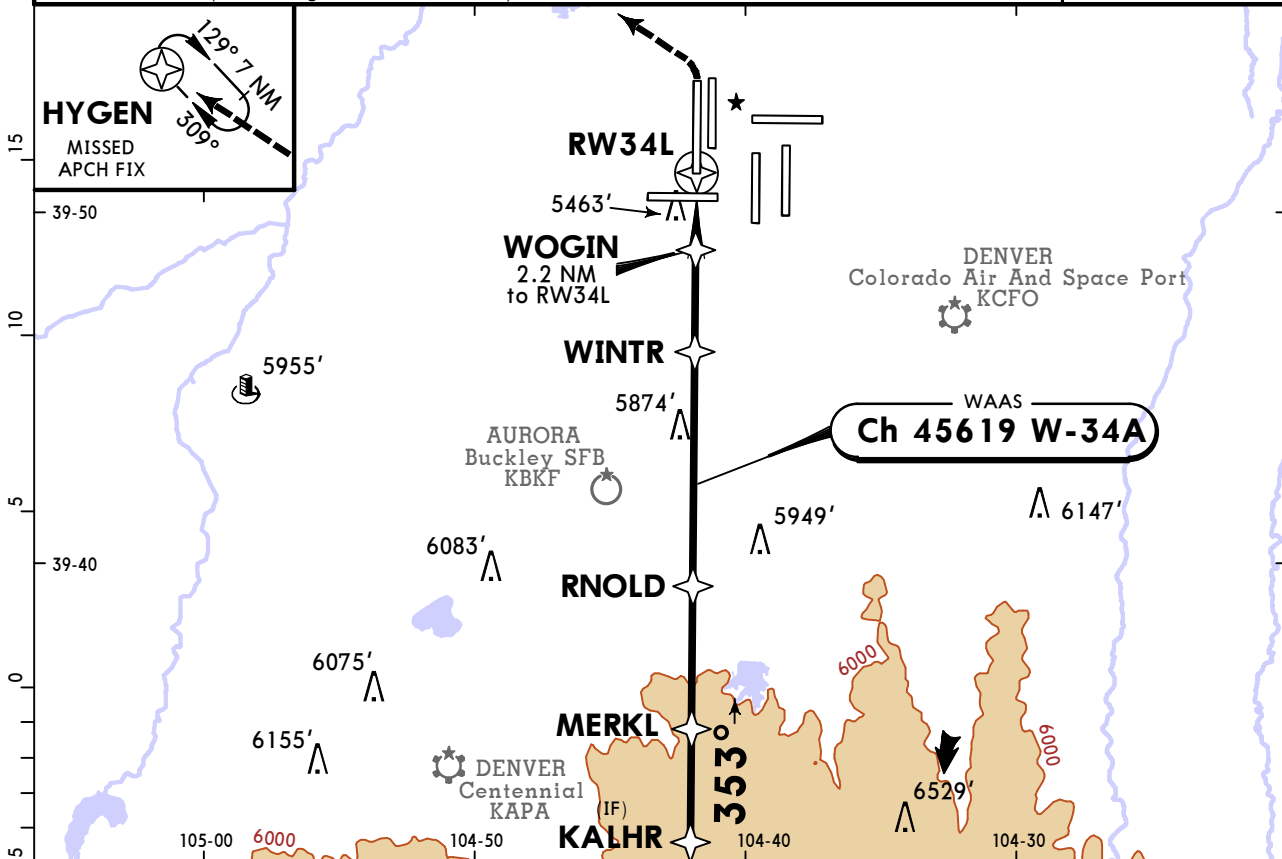 129° 7 NM
309°
HYGEN
MISSED
APCH FIX
15
39-50
RW34L
5463'
WOGIN
2.2 NM
to RW34L
DENVER
Colorado Air And Space Port
KCFO
10
WINTR
5955'
5874'
WAAS
Ch 45619 W-34A
AURORA
Buckley SFB
KBKF
5
5949'
6147'
6083'
39-40
RNOLD
6000
6075'
0
MERKL
353°
6000
6155'
DENVER
Centennial
KAPA
6529'
(IF)
KALHR
105-00
6000
104-50
104-40
104-30
5